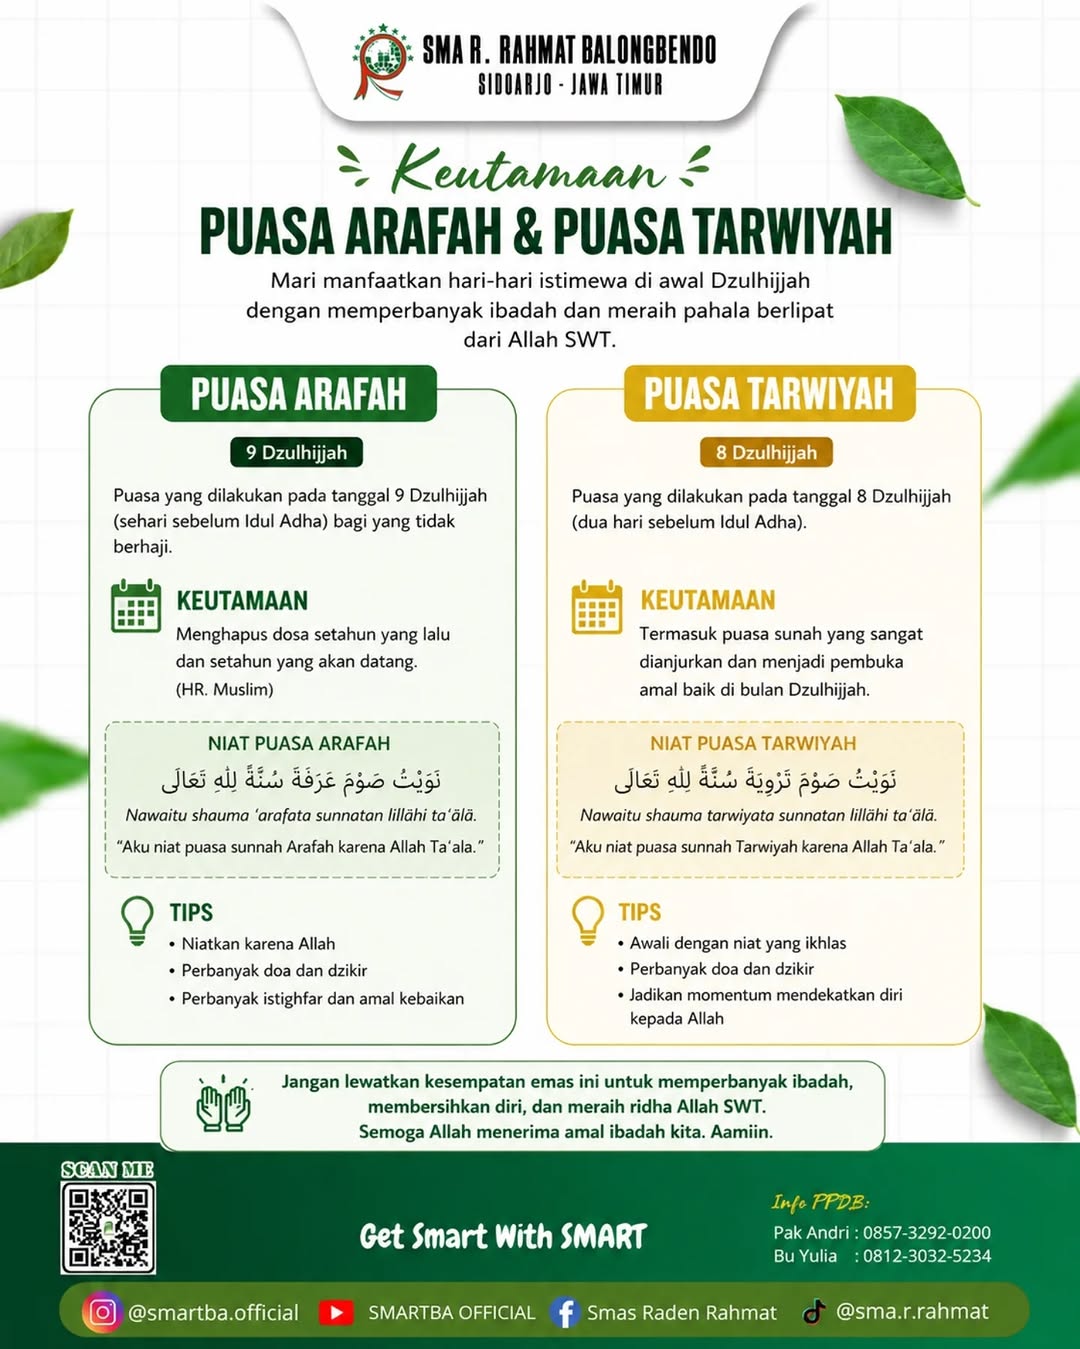 SMA R. RAHMAT BALONGBENDO
SIDOARJO - JAWA TIMUR
Keutamaan
PUASA ARAFAH & PUASA TARWIYAH
Mari manfaatkan hari-hari istimewa di awal Dzulhijjah
dengan memperbanyak ibadah dan meraih pahala berlipat
dari Allah SWT.
PUASA ARAFAH
9 Dzulhijjah
Puasa yang dilakukan pada tanggal 9 Dzulhijjah
(sehari sebelum Idul Adha) bagi yang tidak
berhaji.
KEUTAMAAN
Menghapus dosa setahun yang lalu
dan setahun yang akan datang.
(HR. Muslim)
NIAT PUASA ARAFAH
نَوَيْتُ صَوْمَ عَرَفَةَ سُنَّةً لِلّٰهِ تَعَالَى
Nawaitu shauma ‘arafata sunnatan lillāhi ta‘ālā.
“Aku niat puasa sunnah Arafah karena Allah Ta‘ala.”
TIPS
• Niatkan karena Allah
• Perbanyak doa dan dzikir
• Perbanyak istighfar dan amal kebaikan
PUASA TARWIYAH
8 Dzulhijjah
Puasa yang dilakukan pada tanggal 8 Dzulhijjah
(dua hari sebelum Idul Adha).
KEUTAMAAN
Termasuk puasa sunah yang sangat
dianjurkan dan menjadi pembuka
amal baik di bulan Dzulhijjah.
NIAT PUASA TARWIYAH
نَوَيْتُ صَوْمَ تَرْوِيَةَ سُنَّةً لِلّٰهِ تَعَالَى
Nawaitu shauma tarwiyata sunnatan lillāhi ta‘ālā.
“Aku niat puasa sunnah Tarwiyah karena Allah Ta‘ala.”
TIPS
• Awali dengan niat yang ikhlas
• Perbanyak doa dan dzikir
• Jadikan momentum mendekatkan diri
kepada Allah
Jangan lewatkan kesempatan emas ini untuk memperbanyak ibadah,
membersihkan diri, dan meraih ridha Allah SWT.
Semoga Allah menerima amal ibadah kita. Aamiin.
SCAN ME
Get Smart With SMART
Info PPDB:
Pak Andri : 0857-3292-0200
Bu Yulia : 0812-3032-5234
@smartba.official
SMARTBA OFFICIAL
Smas Raden Rahmat
@sma.r.rahmat